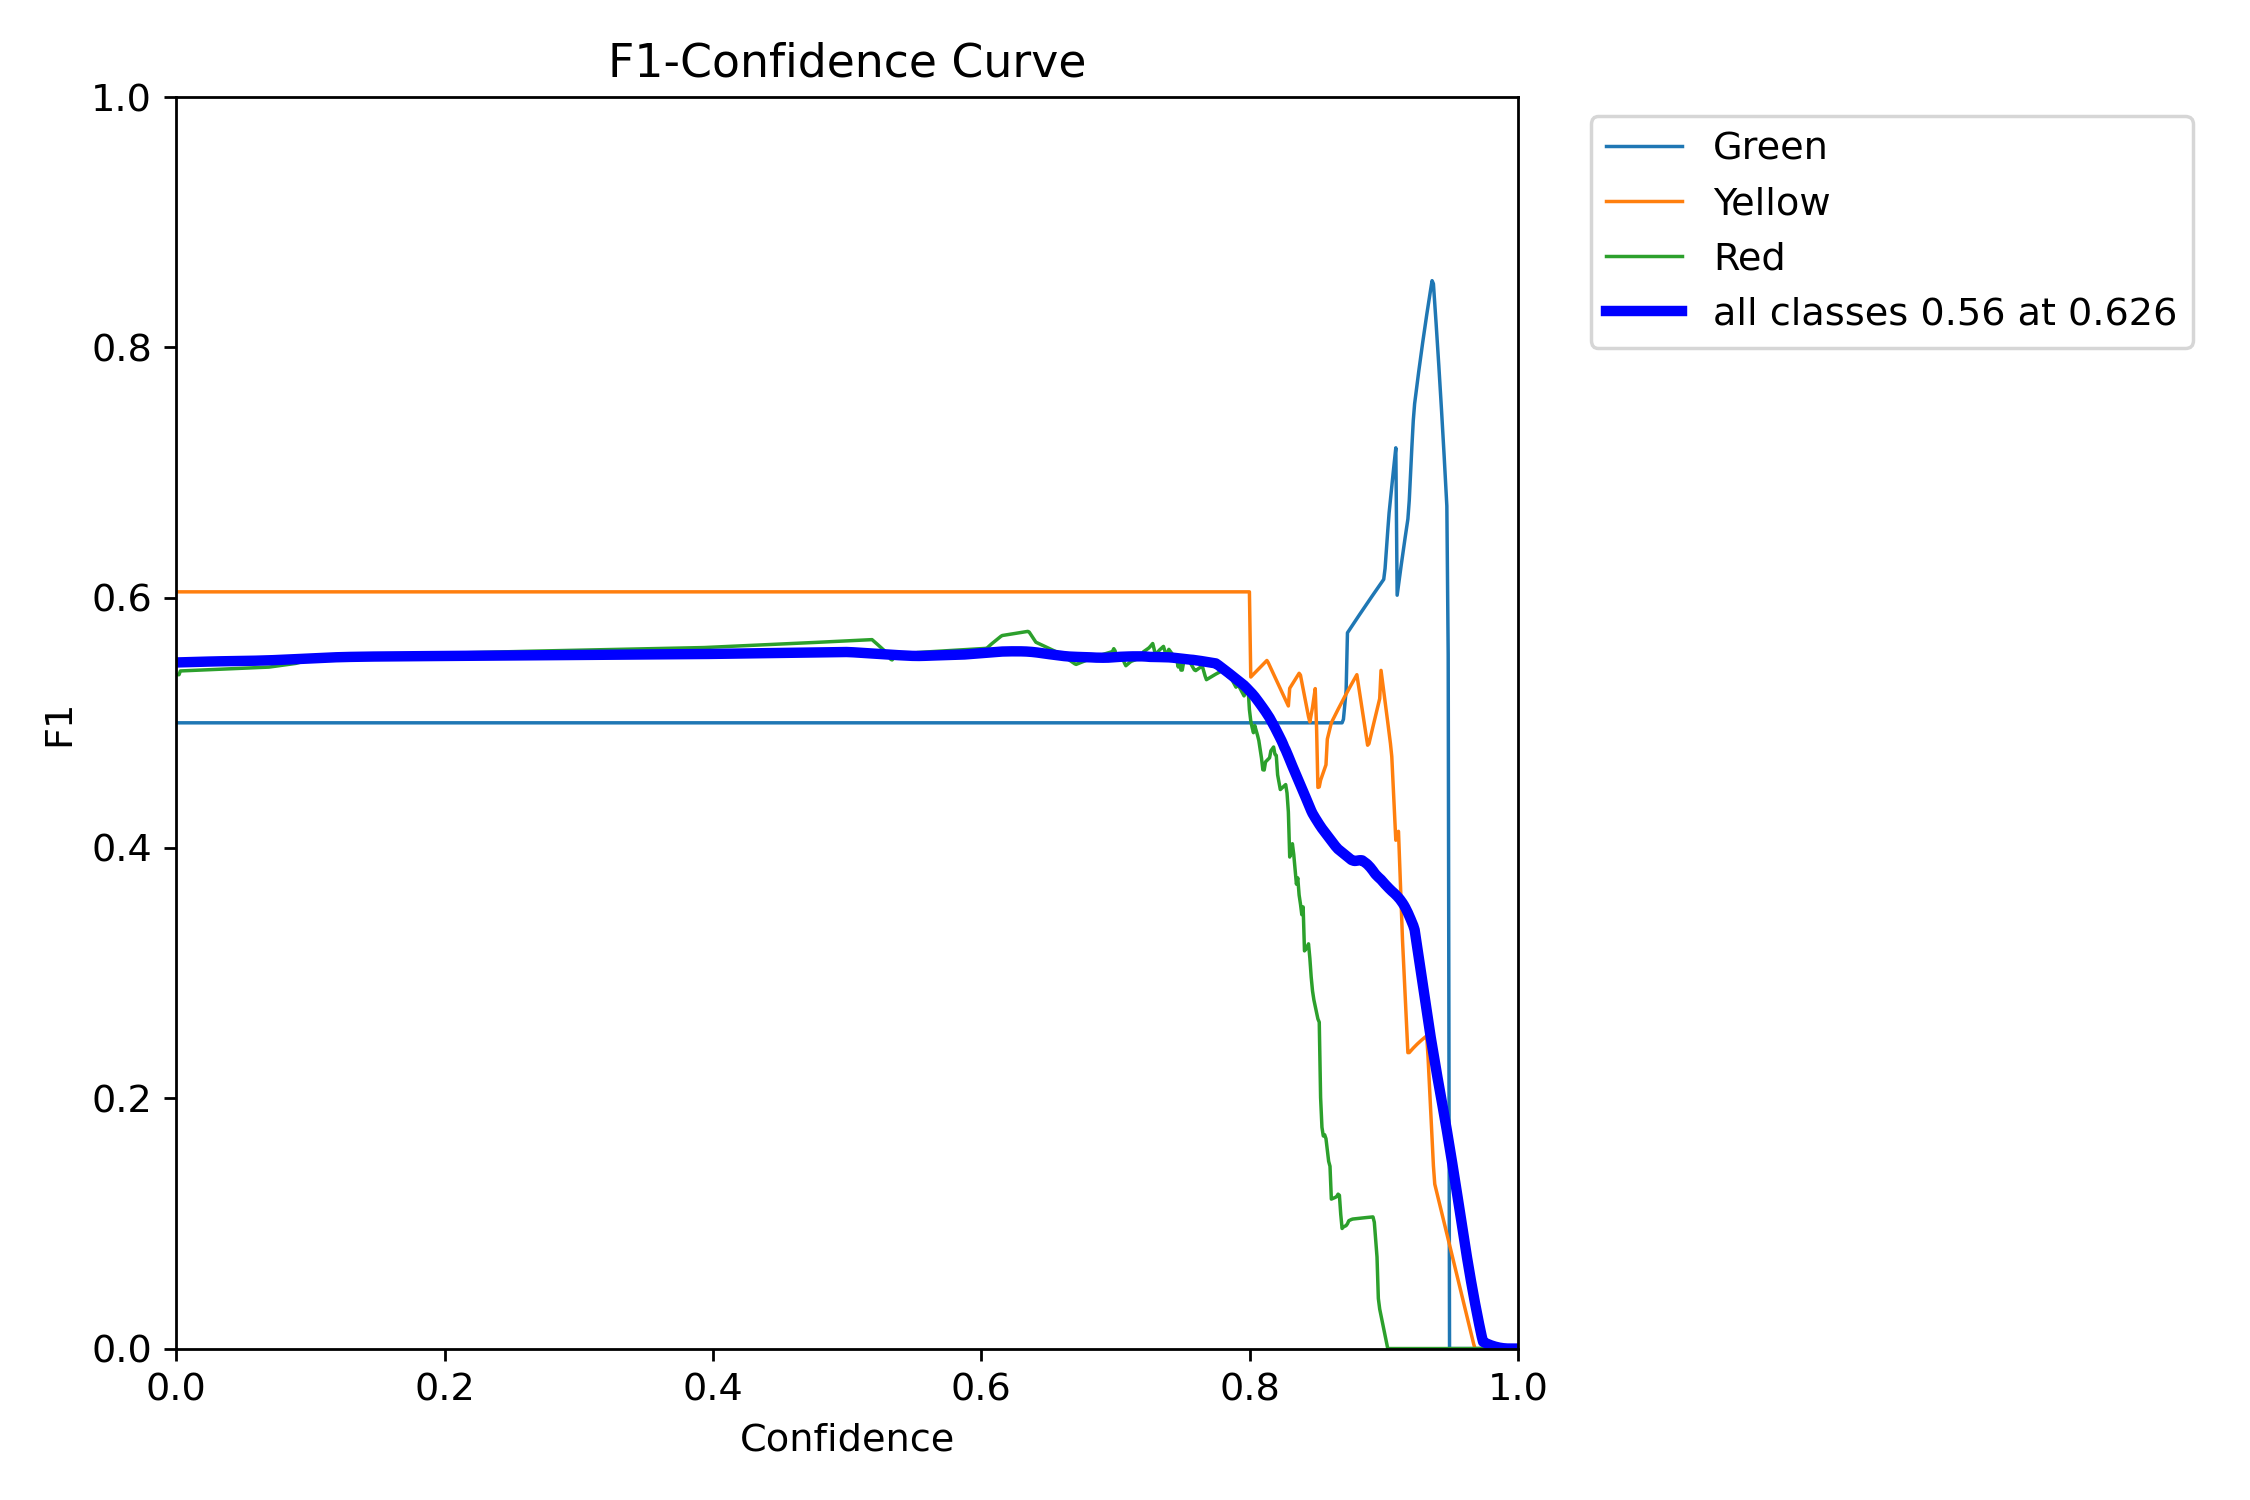 F1-Confidence Curve
1.0
0.8
0.6
0.4
0.2
0.0
F1
0.0 0.2 0.4 0.6 0.8 1.0
Confidence
Green
Yellow
Red
all classes 0.56 at 0.626